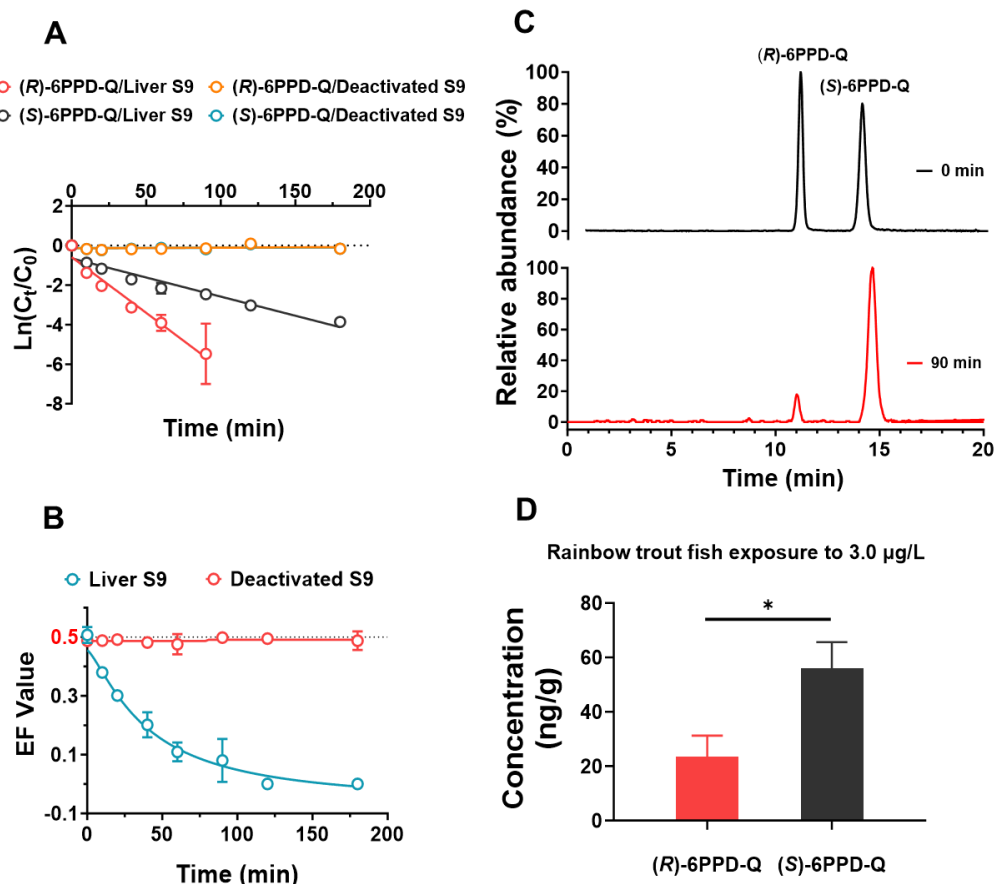 A
(R)-6PPD-Q/Liver S9 (R)-6PPD-Q/Deactivated S9
(S)-6PPD-Q/Liver S9 (S)-6PPD-Q/Deactivated S9
0 50 100 150 200
2
0
-2
-4
-6
-8
Ln(Ct/C0)
Time (min)
B
Liver S9 Deactivated S9
0.5
0.3
0.1
-0.1
EF Value
0 50 100 150 200
Time (min)
C
(R)-6PPD-Q
(S)-6PPD-Q
100
80
60
40
20
0
0 min
100
80
60
40
20
0
90 min
Relative abundance (%)
0 5 10 15 20
Time (min)
D
Rainbow trout fish exposure to 3.0 µg/L
*
80
60
40
20
0
Concentration
(ng/g)
(R)-6PPD-Q (S)-6PPD-Q